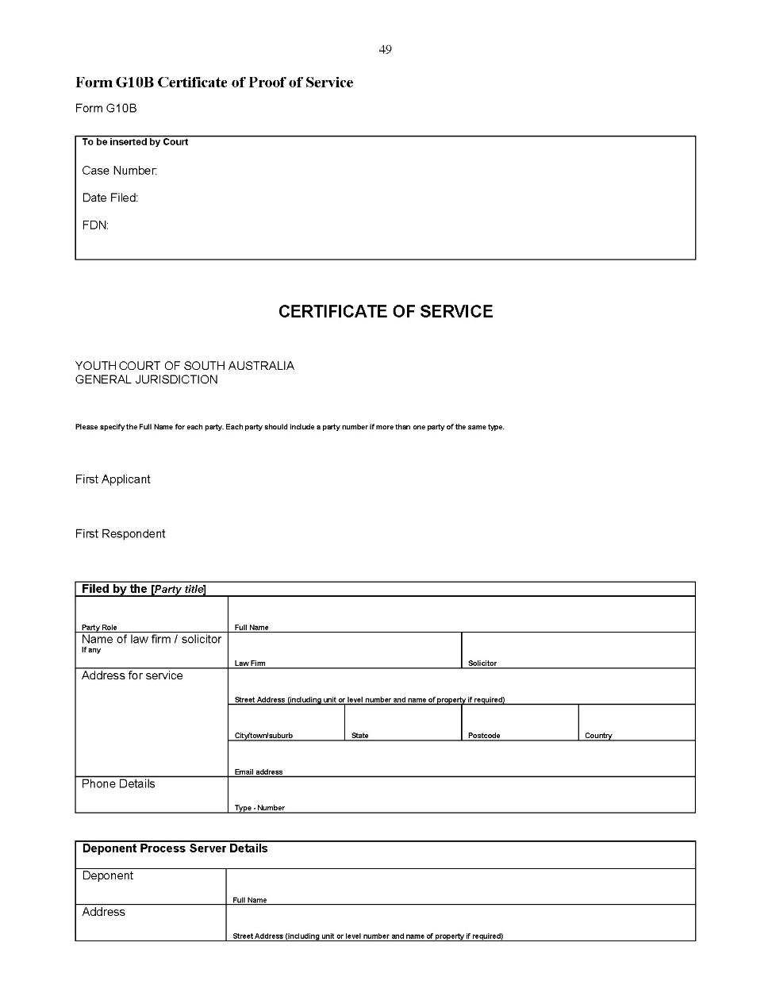 49
Form G10B Certificate of Proof of Service
Form G10B
To be inserted by Court
Case Number:
Date Filed:
FDN:
CERTIFICATE OF SERVICE
YOUTH COURT OF SOUTH AUSTRALIA
GENERAL JURISDICTION
Please specify the Full Name for each party. Each party should include a party number if more than one party of the same type.
First Applicant
First Respondent
Filed by the [Party title]
Party Role
Full Name
Name of law firm / solicitor
If any
Law Firm
Solicitor
Address for service
Street Address (including unit or level number and name of property if required)
City/town/suburb
State
Postcode
Country
Email address
Phone Details
Type - Number
Deponent Process Server Details
Deponent
Full Name
Address
Street Address (including unit or level number and name of property if required)